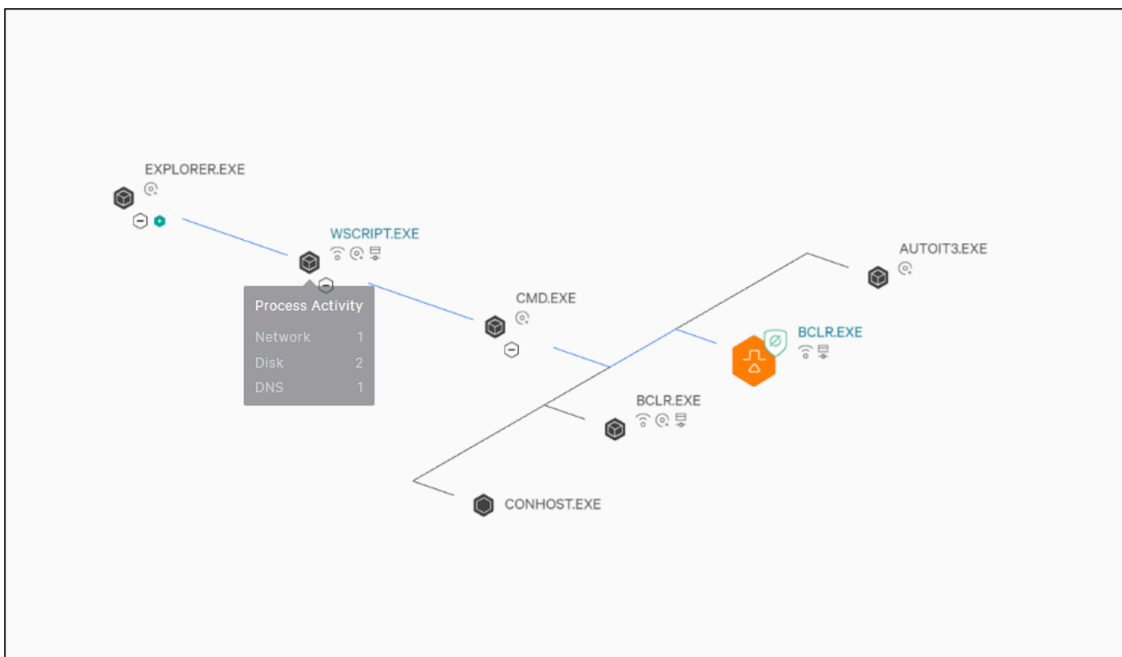 EXPLORER.EXE
WSCRIPT.EXE
Process Activity
Network 1
Disk 2
DNS 1
CMD.EXE
AUTOIT3.EXE
BCLR.EXE
BCLR.EXE
CONHOST.EXE